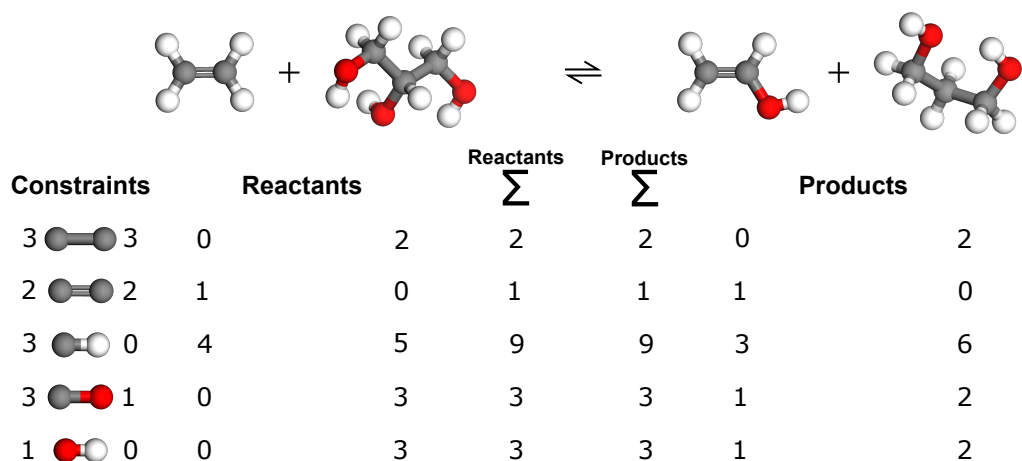 + ⇌ +
Reactants Products
Constraints Reactants ∑ ∑ Products
3 3 0 2 2 2 0 2
2 2 1 0 1 1 1 0
3 0 4 5 9 9 3 6
3 1 0 3 3 3 1 2
1 0 0 3 3 3 1 2